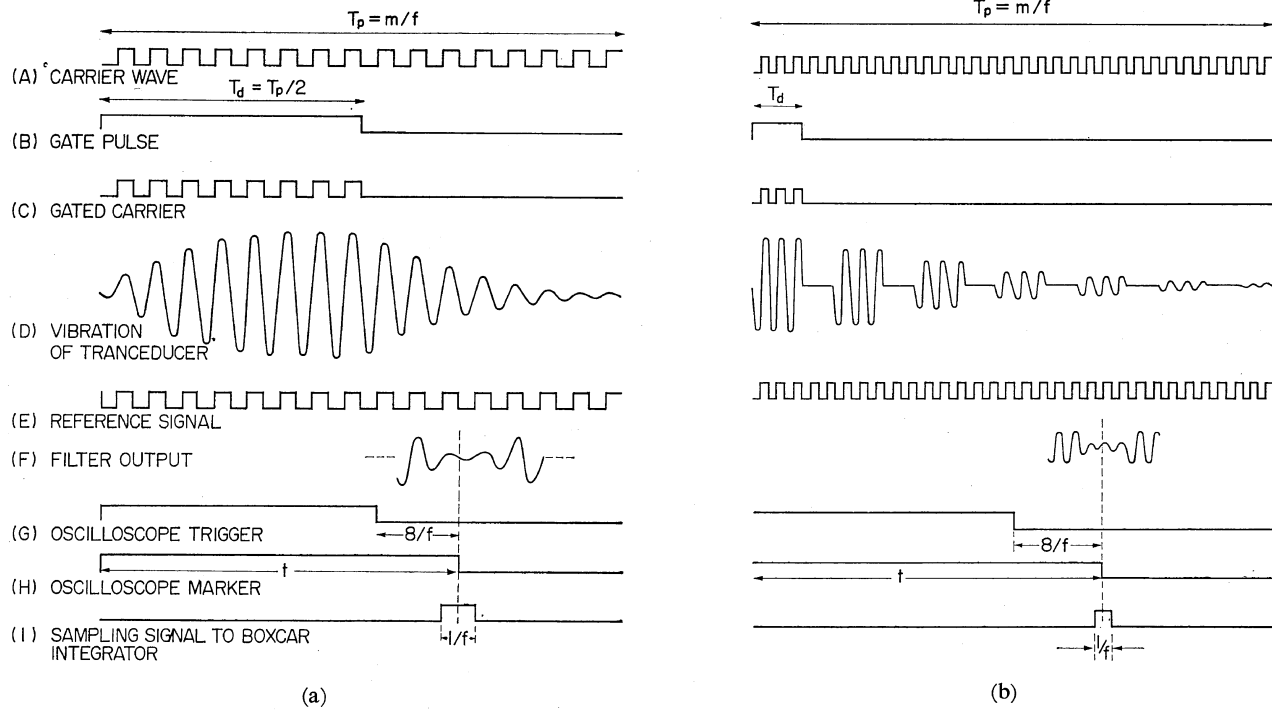 Tp = m/f
(A) CARRIER WAVE
Td = Tp/2
(B) GATE PULSE
(C) GATED CARRIER
(D) VIBRATION
OF TRANCEDUCER
(E) REFERENCE SIGNAL
(F) FILTER OUTPUT
(G) OSCILLOSCOPE TRIGGER
8/f
t
(H) OSCILLOSCOPE MARKER
(I) SAMPLING SIGNAL TO BOXCAR
INTEGRATOR
1/f
(a)
Tp = m/f
Td
8/f
t
1/f
(b)